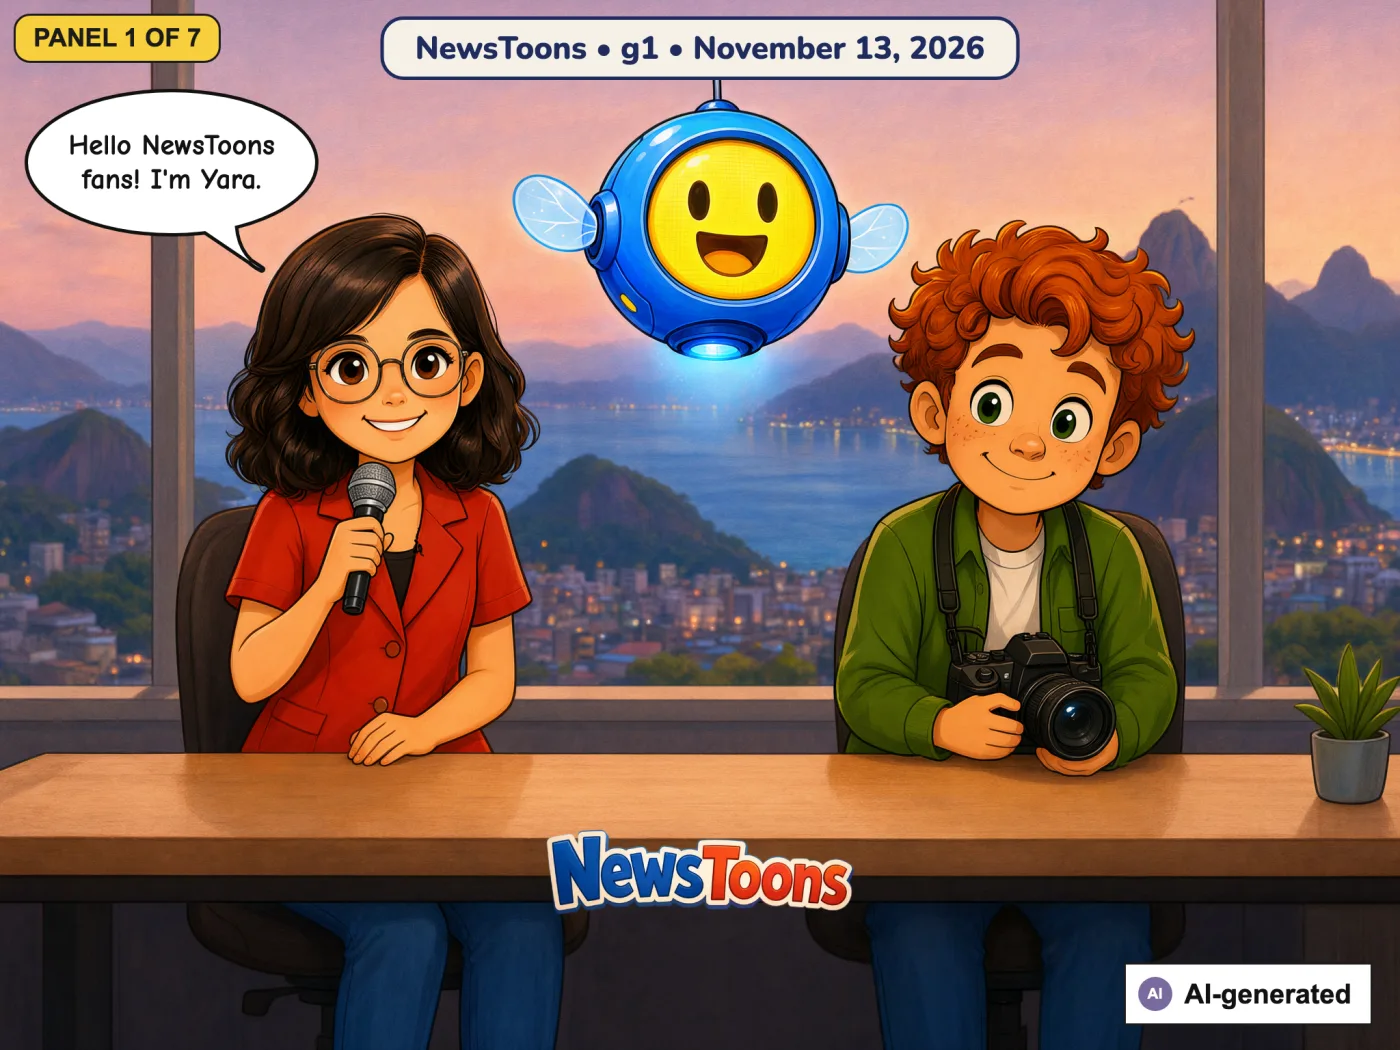 PANEL 1 OF 7
NewsToons • g1 • November 13, 2026
Hello NewsToons
fans! I'm Yara.
NewsToons
AI AI-generated